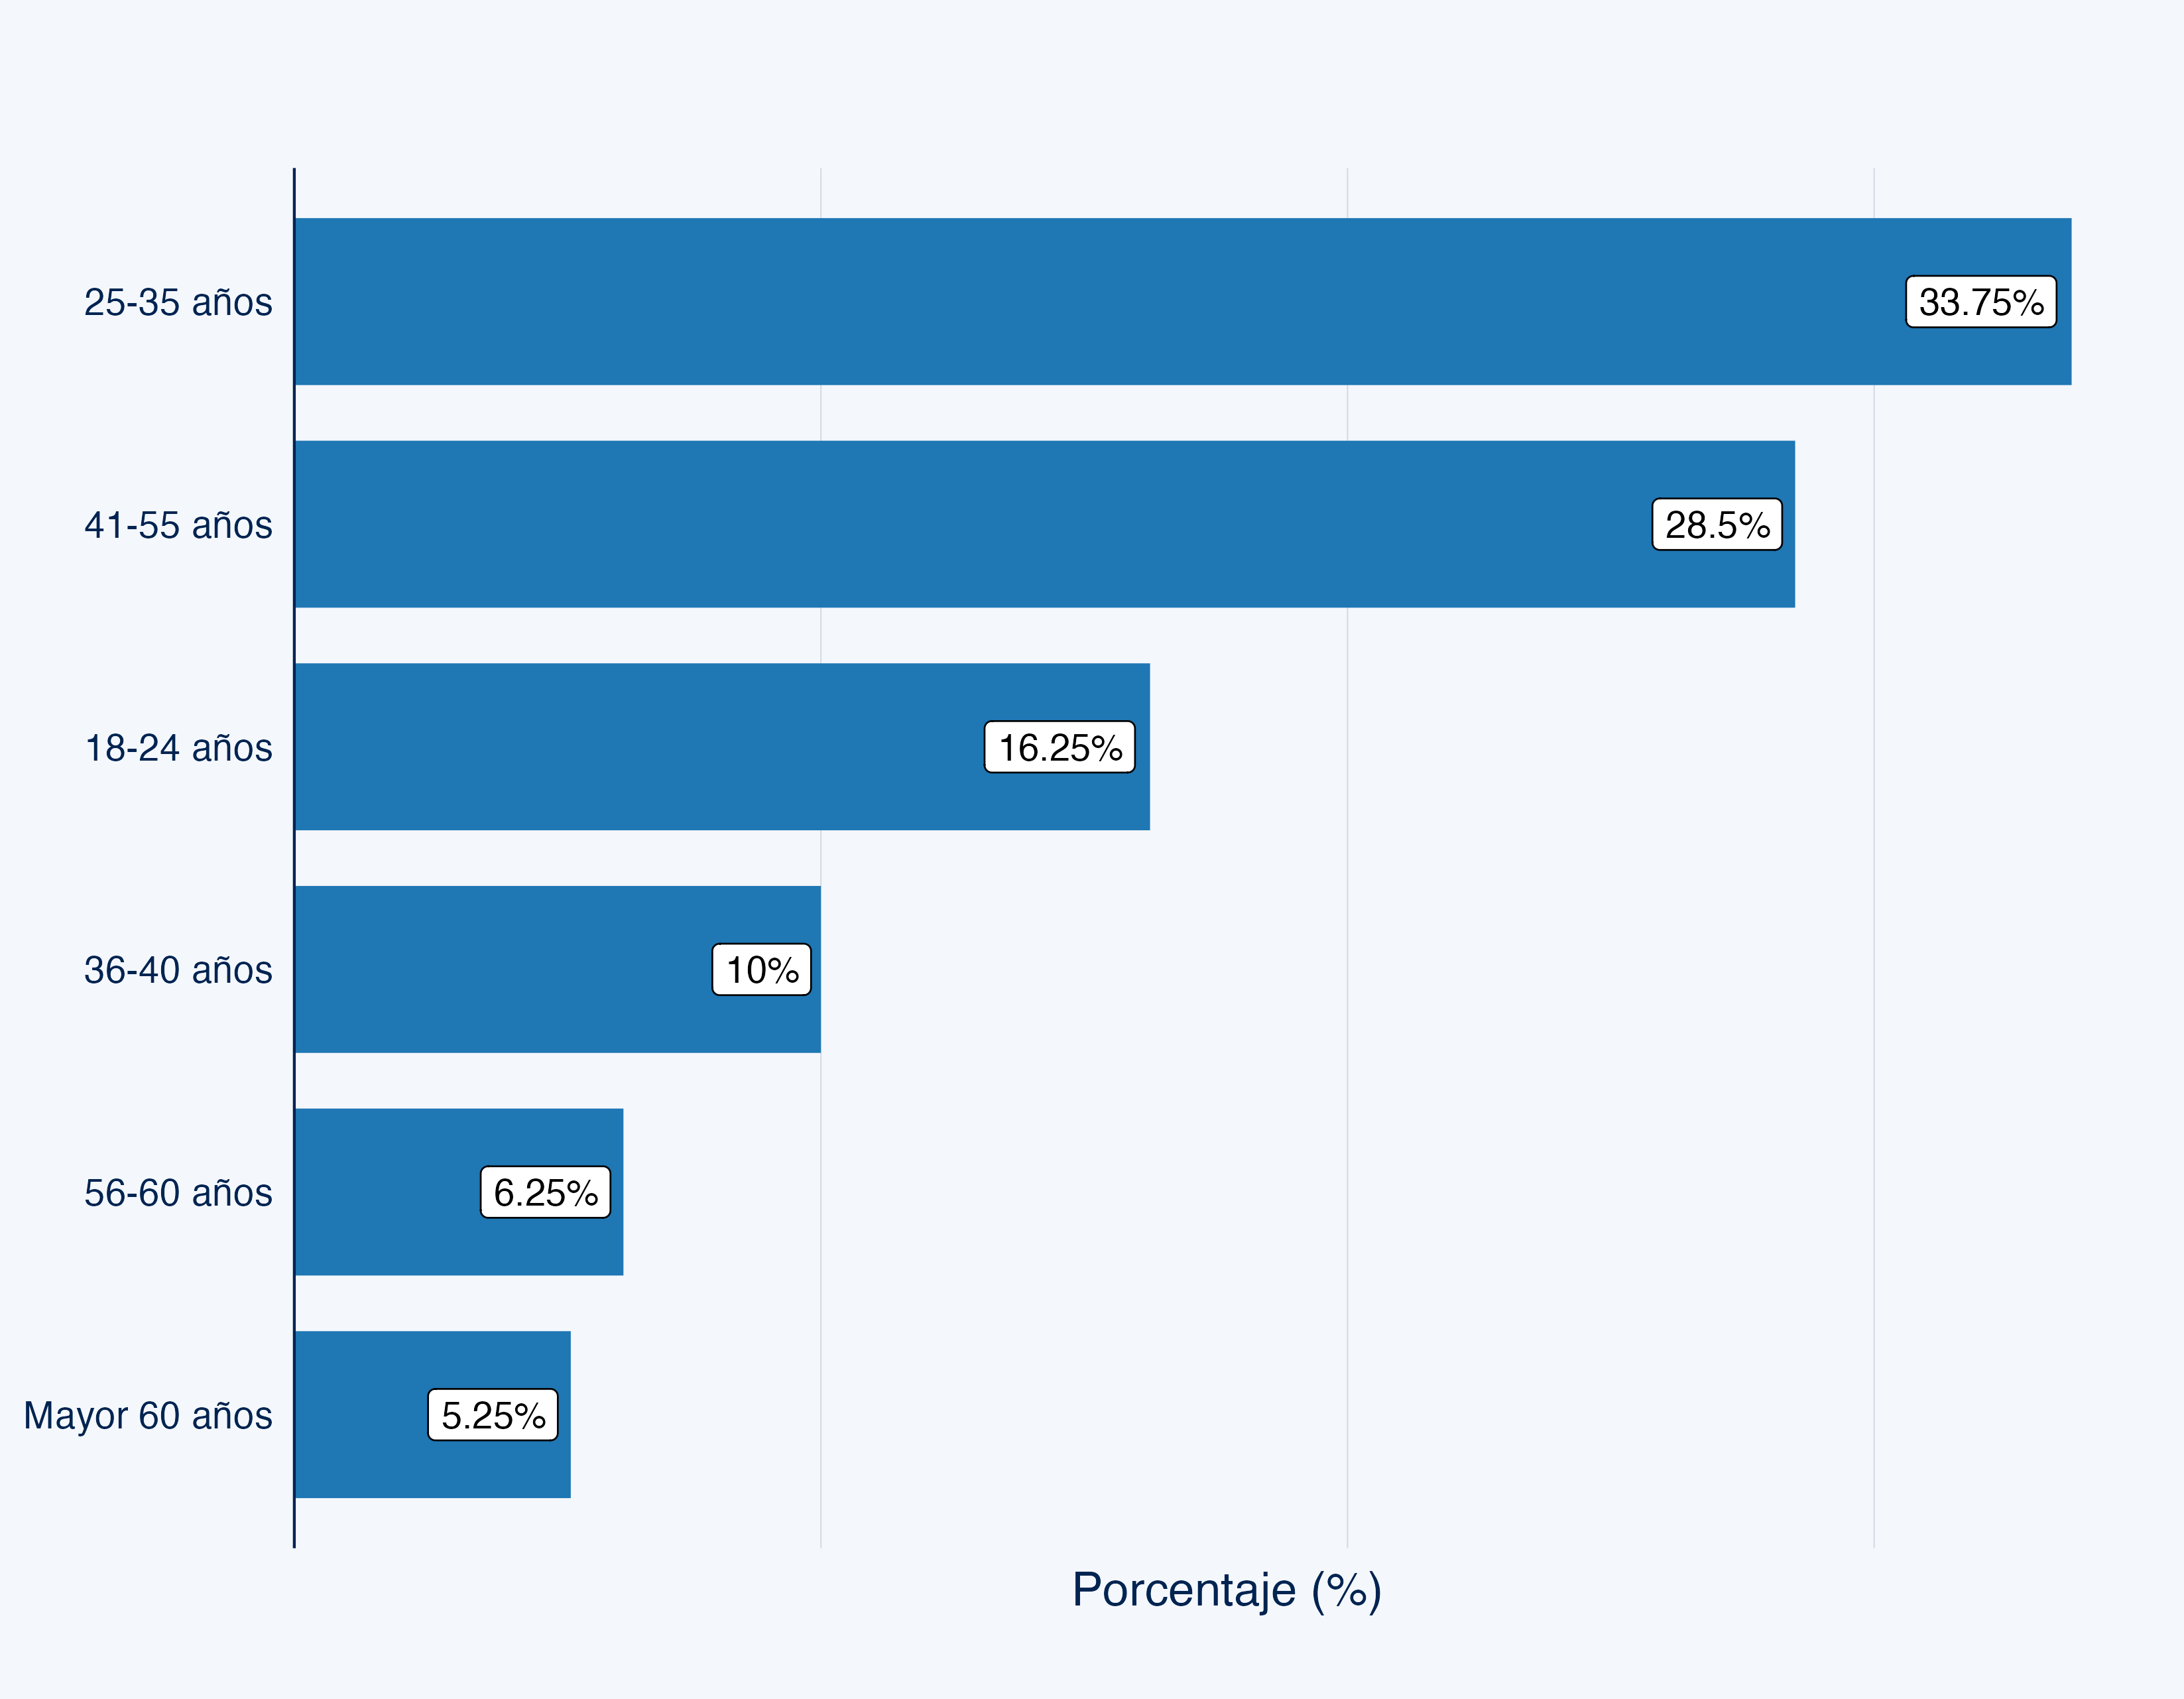 25-35 años 33.75%
41-55 años 28.5%
18-24 años 16.25%
36-40 años 10%
56-60 años 6.25%
Mayor 60 años 5.25%
Porcentaje (%)